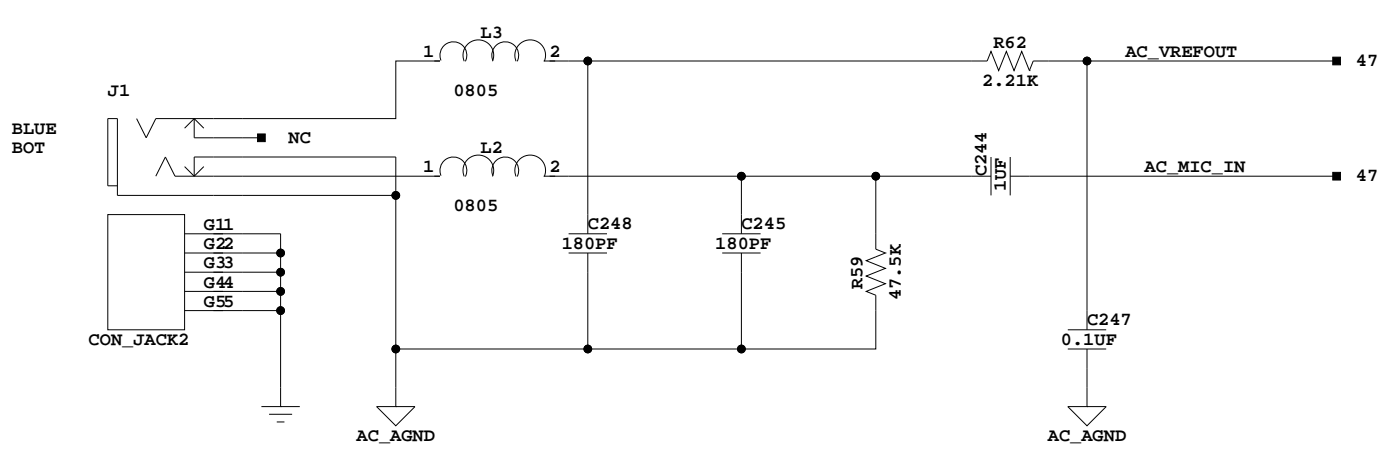 L3
1
2
0805
R62
2.21K
AC_VREFOUT
47
J1
BLUE
BOT
NC
L2
1
2
0805
C244
1UF
AC_MIC_IN
47
C248
180PF
C245
180PF
R59
47.5K
G11
G22
G33
G44
G55
CON_JACK2
C247
0.1UF
AC_AGND
AC_AGND